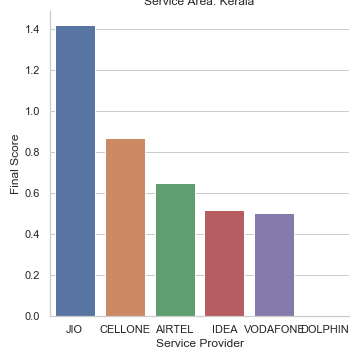 Service Area: Kerala
1.4
1.2
1.0
0.8
0.6
0.4
0.2
0.0
Final Score
JIO CELLONE AIRTEL IDEA VODAFONE DOLPHIN
Service Provider